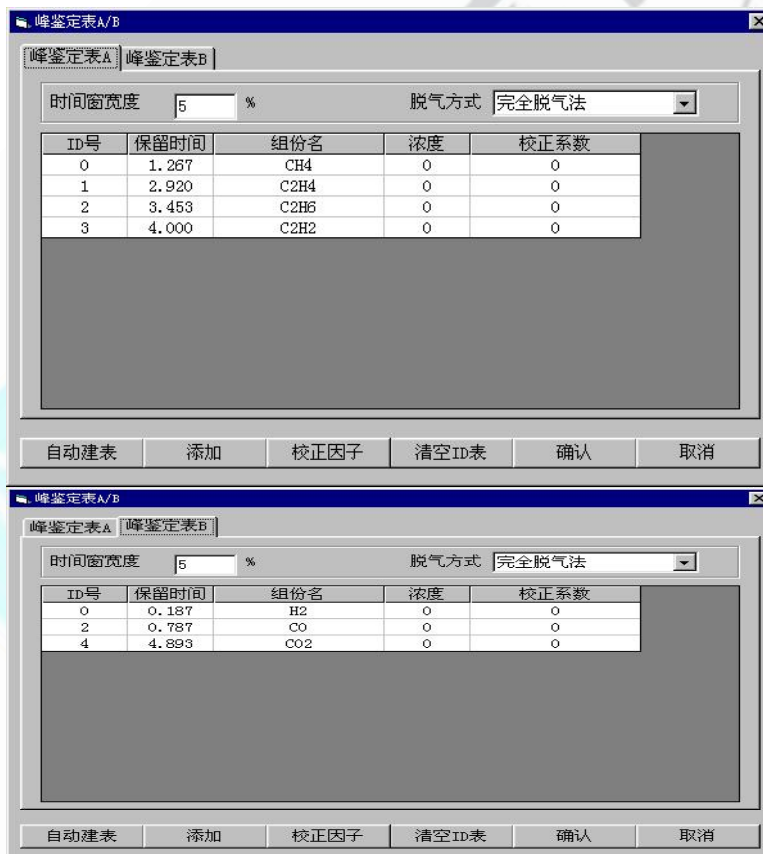 峰鉴定表A/B
峰鉴定表A 峰鉴定表B
时间窗宽度 5 % 脱气方式 完全脱气法
ID号 保留时间 组份名 浓度 校正系数
0 1.267 CH4 0 0
1 2.920 C2H4 0 0
2 3.453 C2H6 0 0
3 4.000 C2H2 0 0
自动建表 添加 校正因子 清空ID表 确认 取消
峰鉴定表A/B
峰鉴定表A 峰鉴定表B
时间窗宽度 5 % 脱气方式 完全脱气法
ID号 保留时间 组份名 浓度 校正系数
0 0.187 H2 0 0
2 0.787 CO 0 0
4 4.893 CO2 0 0
自动建表 添加 校正因子 清空ID表 确认 取消